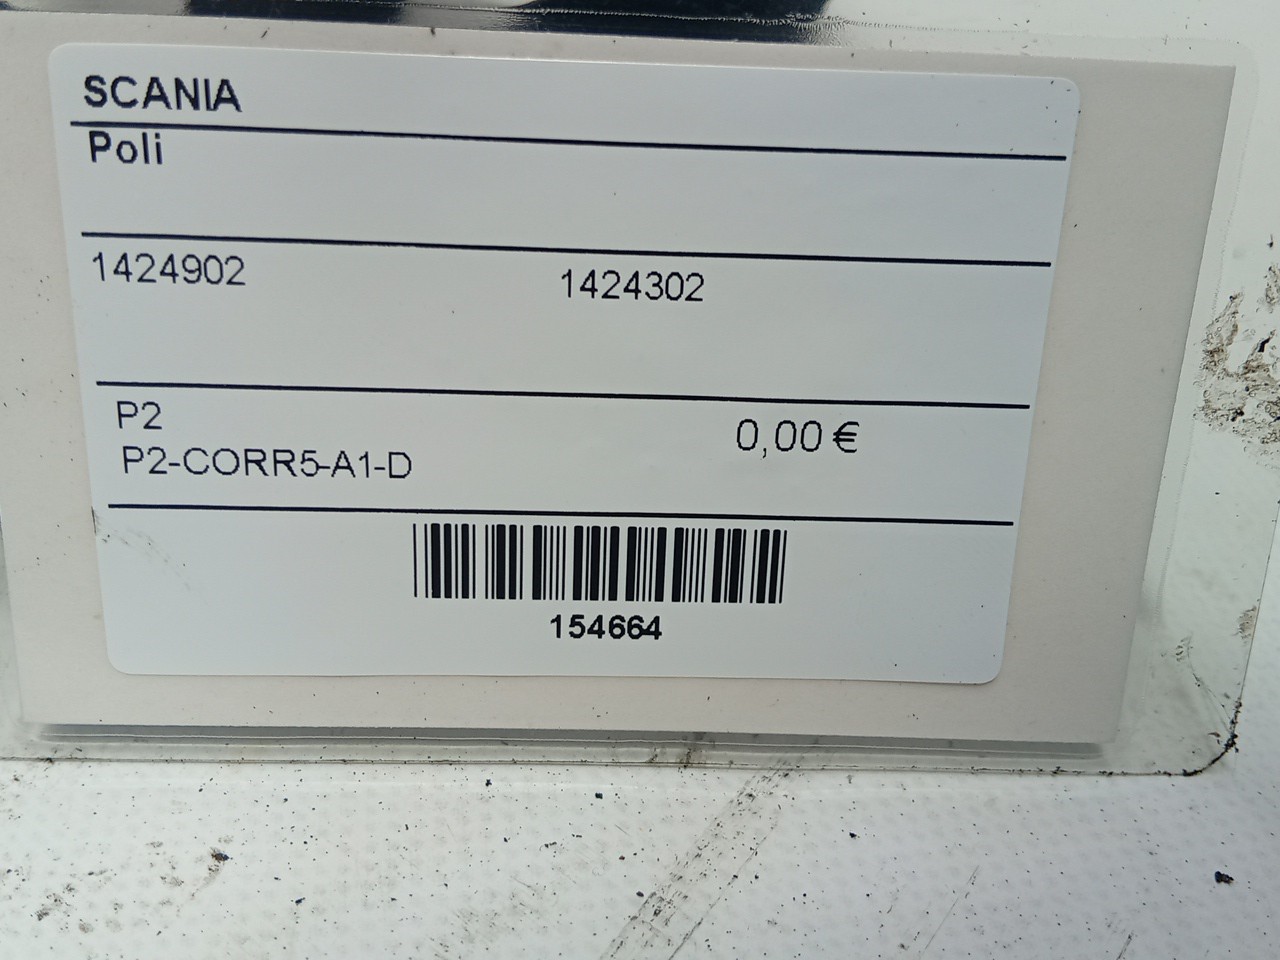 SCANIA
Poli
1424902 1424302
P2 0,00 €
P2-CORR5-A1-D
154664